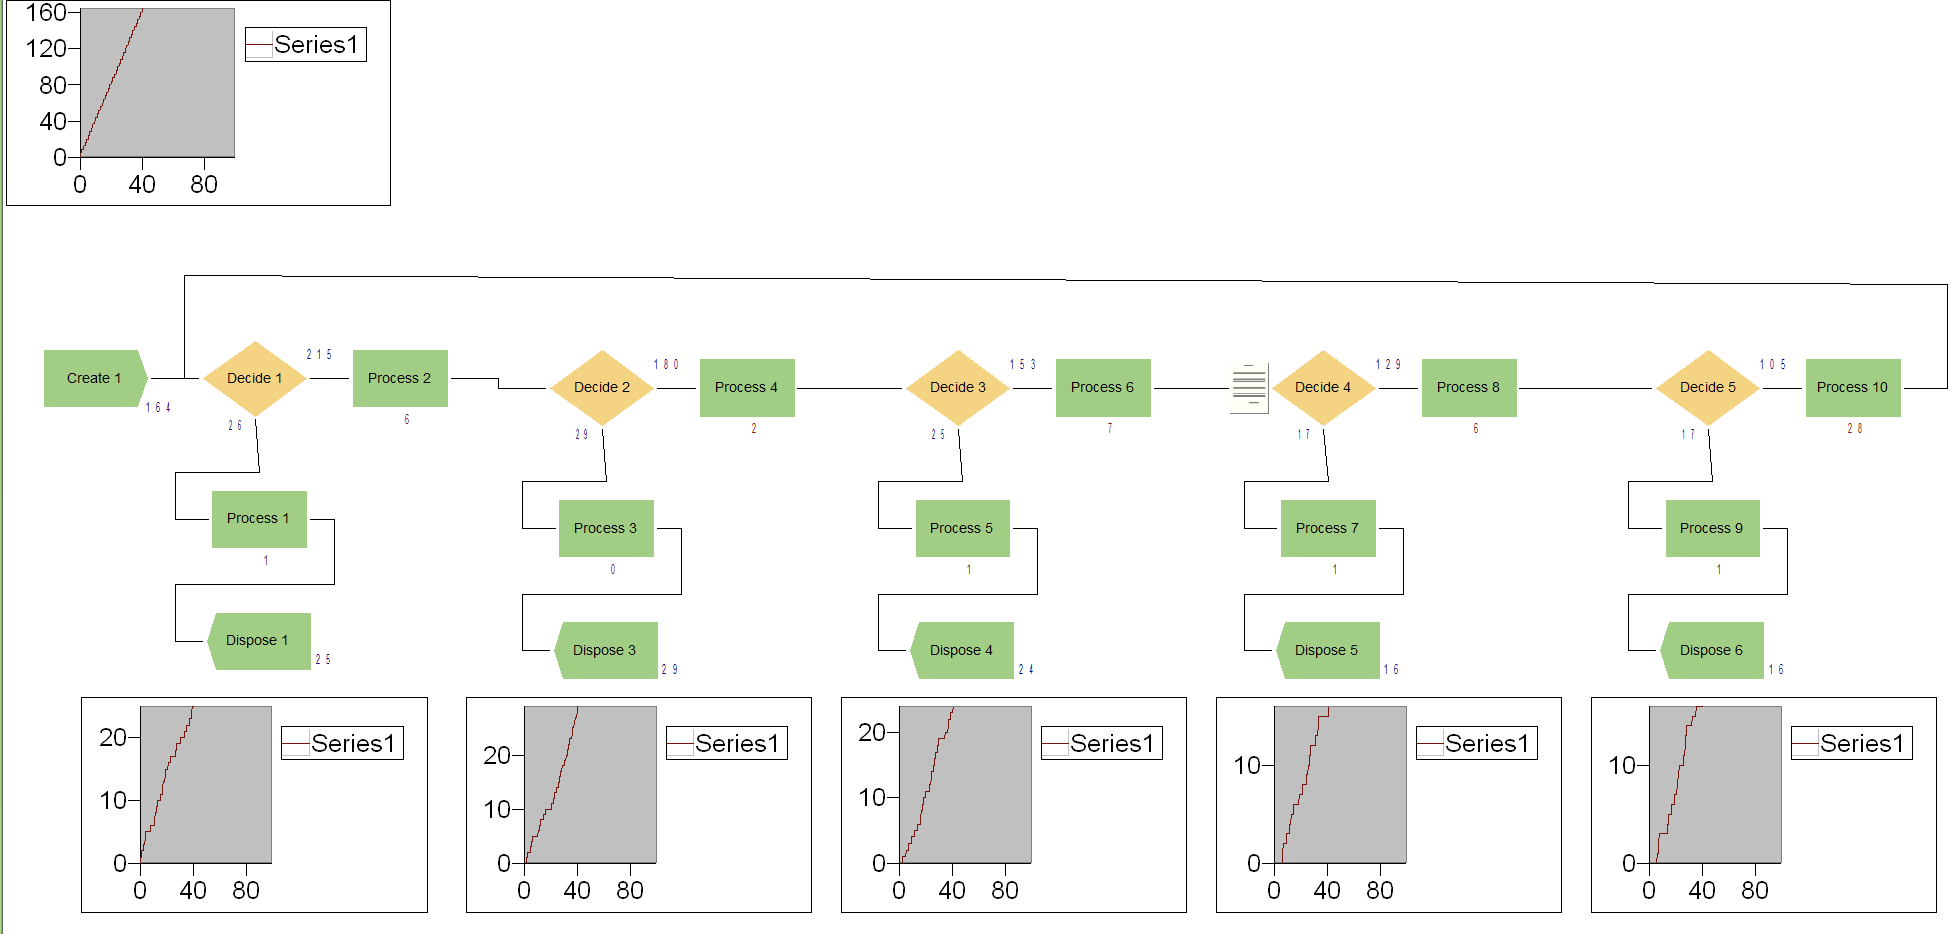 160
120
80
40
0
0 40 80
Series1
Create 1
164
Decide 1
215
26
Process 2
6
Decide 2
180
29
Process 4
2
Decide 3
153
25
Process 6
7
Decide 4
129
17
Process 8
6
Decide 5
105
17
Process 10
28
Process 1
1
Process 3
0
Process 5
1
Process 7
1
Process 9
1
Dispose 1
25
Dispose 3
29
Dispose 4
24
Dispose 5
16
Dispose 6
16
20
10
0
0 40 80
Series1
20
10
0
0 40 80
Series1
20
10
0
0 40 80
Series1
10
0
0 40 80
Series1
10
0
0 40 80
Series1